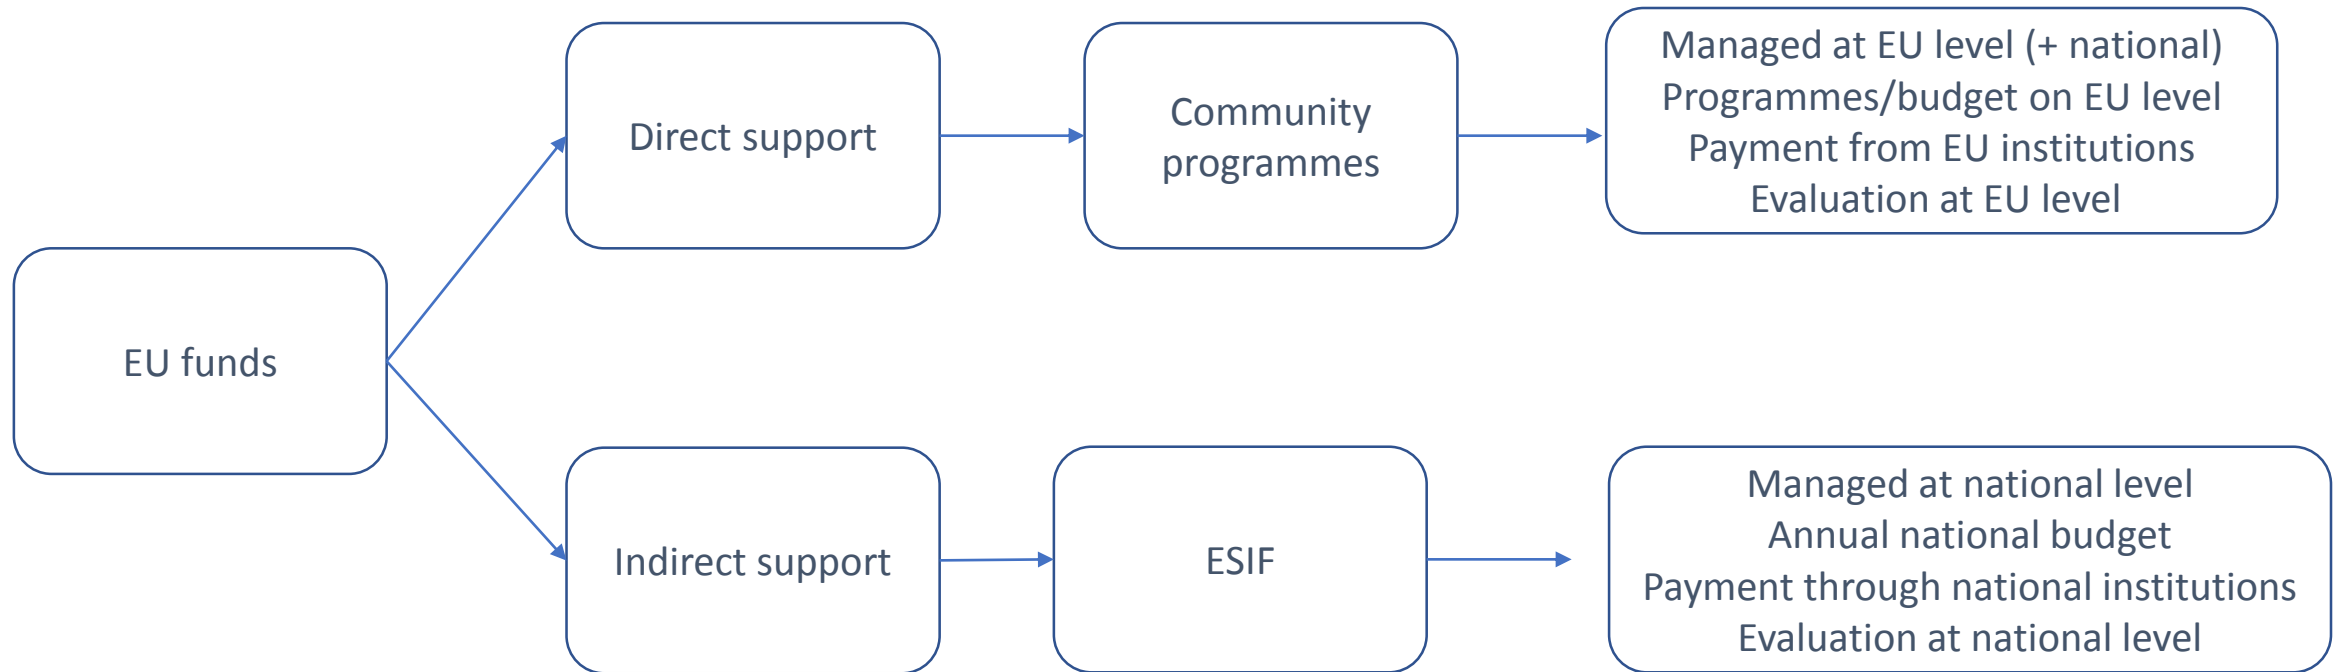 EU funds
Direct support
Community
programmes
Managed at EU level (+ national)
Programmes/budget on EU level
Payment from EU institutions
Evaluation at EU level
Indirect support
ESIF
Managed at national level
Annual national budget
Payment through national institutions
Evaluation at national level